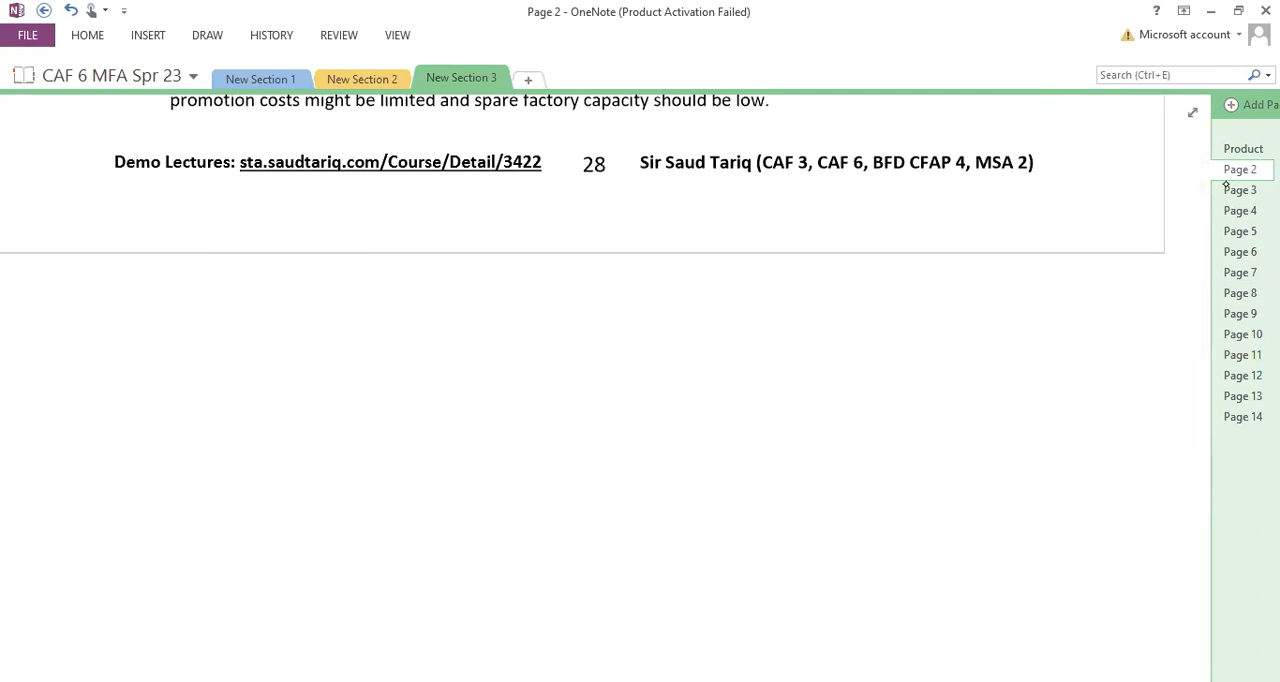 Page 2 - OneNote (Product Activation Failed)
?
FILE HOME INSERT DRAW HISTORY REVIEW VIEW
Microsoft account
CAF 6 MFA Spr 23
New Section 1 New Section 2 New Section 3 +
Search (Ctrl+E)
promotion costs might be limited and spare factory capacity should be low.
Demo Lectures: sta.saudtariq.com/Course/Detail/3422 28 Sir Saud Tariq (CAF 3, CAF 6, BFD CFAP 4, MSA 2)
Add Pa
Product
Page 2
Page 3
Page 4
Page 5
Page 6
Page 7
Page 8
Page 9
Page 10
Page 11
Page 12
Page 13
Page 14